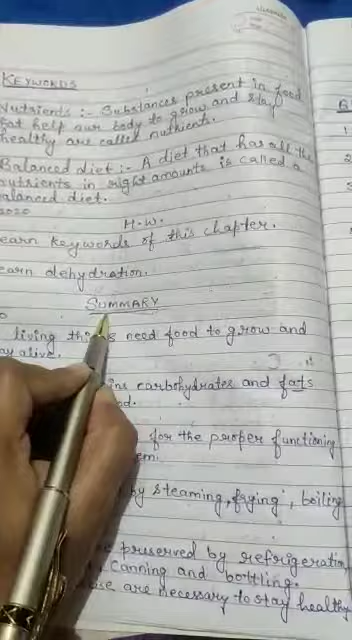 KEYWORDS
Nutrients :- Substances present in food
that help our body to grow and stay
healthy are called nutrients.
Balanced diet :- A diet that has all the
nutrients in right amounts is called a
balanced diet.
2020
H.W.
Learn keywords of this chapter.
Learn dehydration.
SUMMARY
living things need food to grow and
stay alive.
carbohydrates and fats
for the proper functioning
by steaming, frying, boiling
preserved by refrigeration
canning and bottling.
are necessary to stay healthy